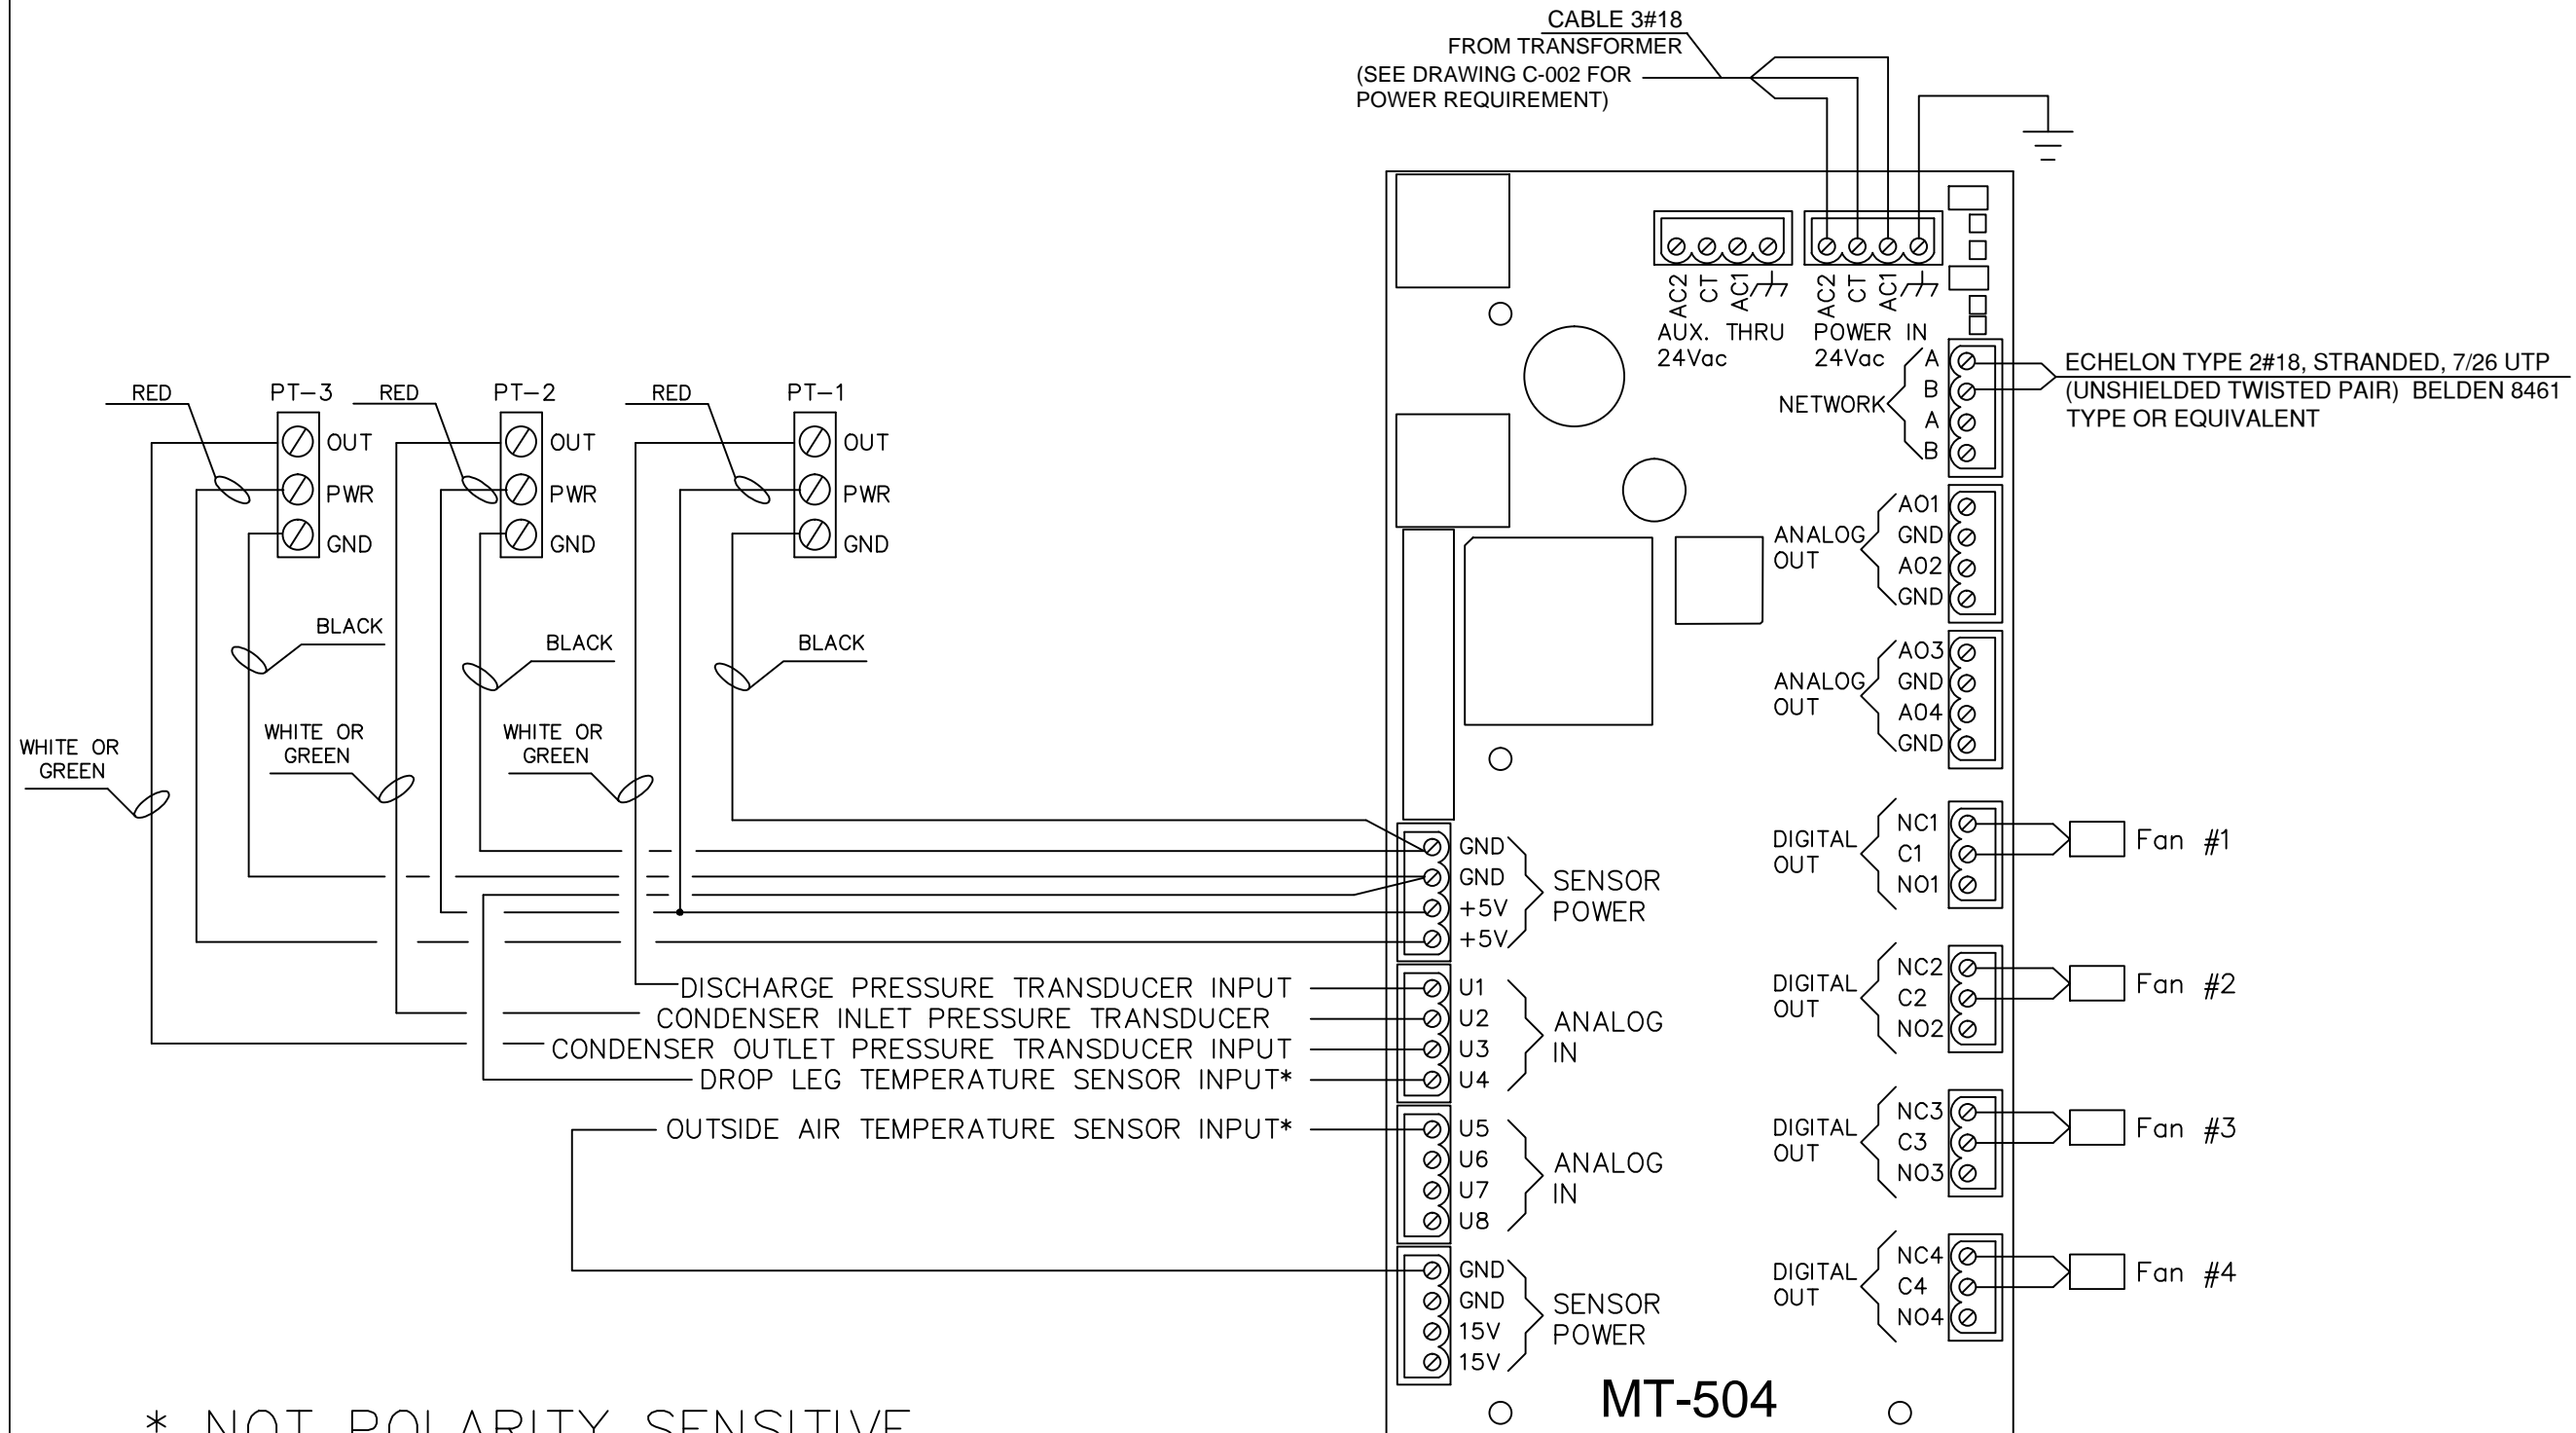 CABLE 3#18
FROM TRANSFORMER
(SEE DRAWING C-002 FOR
POWER REQUIREMENT)
AC2
CT
AC1
AUX. THRU
24Vac
AC2
CT
AC1
POWER IN
24Vac
NETWORK
A
B
A
B
ECHELON TYPE 2#18, STRANDED, 7/26 UTP
(UNSHIELDED TWISTED PAIR) BELDEN 8461
TYPE OR EQUIVALENT
RED
PT-3
OUT
PWR
GND
RED
PT-2
OUT
PWR
GND
RED
PT-1
OUT
PWR
GND
BLACK
BLACK
BLACK
WHITE OR
GREEN
WHITE OR
GREEN
WHITE OR
GREEN
ANALOG
OUT
AO1
GND
AO2
GND
ANALOG
OUT
AO3
GND
AO4
GND
GND
GND
+5V
+5V
SENSOR
POWER
DISCHARGE PRESSURE TRANSDUCER INPUT
CONDENSER INLET PRESSURE TRANSDUCER
CONDENSER OUTLET PRESSURE TRANSDUCER INPUT
DROP LEG TEMPERATURE SENSOR INPUT*
U1
U2
U3
U4
ANALOG
IN
OUTSIDE AIR TEMPERATURE SENSOR INPUT*
U5
U6
U7
U8
ANALOG
IN
GND
GND
15V
15V
SENSOR
POWER
DIGITAL
OUT
NC1
C1
NO1
Fan #1
DIGITAL
OUT
NC2
C2
NO2
Fan #2
DIGITAL
OUT
NC3
C3
NO3
Fan #3
DIGITAL
OUT
NC4
C4
NO4
Fan #4
MT-504
* NOT POLARITY SENSITIVE